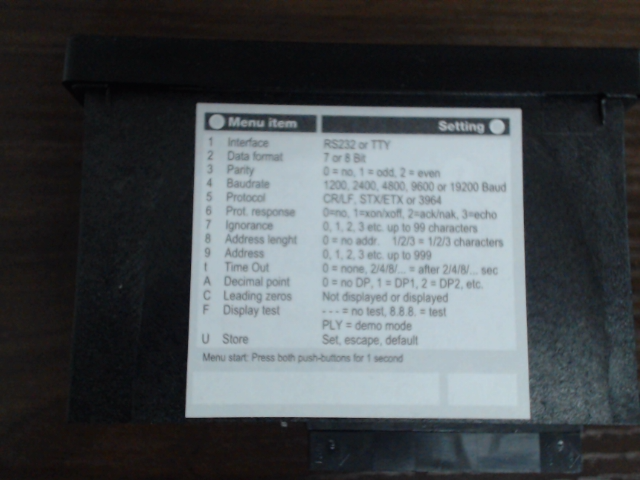 Menu item Setting
1 Interface RS232 or TTY
2 Data format 7 or 8 Bit
3 Parity 0 = no, 1 = odd, 2 = even
4 Baudrate 1200, 2400, 4800, 9600 or 19200 Baud
5 Protocol CR/LF, STX/ETX or 3964
6 Prot. response 0=no, 1=xon/xoff, 2=ack/nak, 3=echo
7 Ignorance 0, 1, 2, 3 etc. up to 99 characters
8 Address lenght 0 = no addr. 1/2/3 = 1/2/3 characters
9 Address 0, 1, 2, 3 etc. up to 999
t Time Out 0 = none, 2/4/8/... = after 2/4/8/... sec
A Decimal point 0 = no DP, 1 = DP1, 2 = DP2, etc.
C Leading zeros Not displayed or displayed
F Display test - - - = no test, 8.8.8. = test
PLY = demo mode
U Store Set, escape, default
Menu start: Press both push-buttons for 1 second